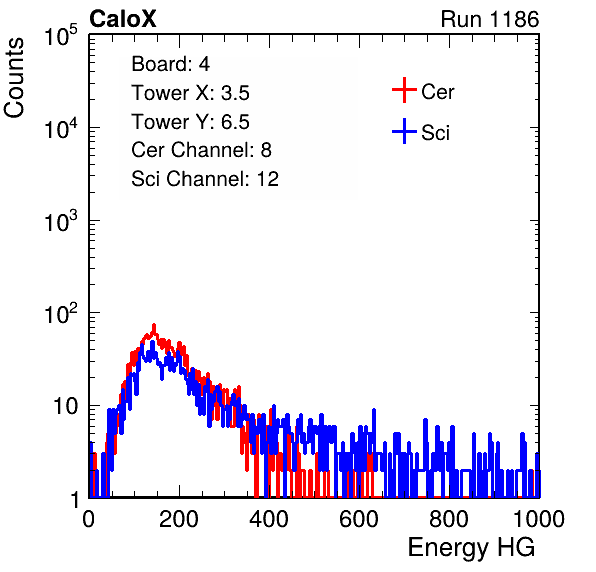 CaloX Run 1186
Counts
10^5
10^4
10^3
10^2
10
1
Board: 4
Tower X: 3.5
Tower Y: 6.5
Cer Channel: 8
Sci Channel: 12
Cer
Sci
0 200 400 600 800 1000
Energy HG